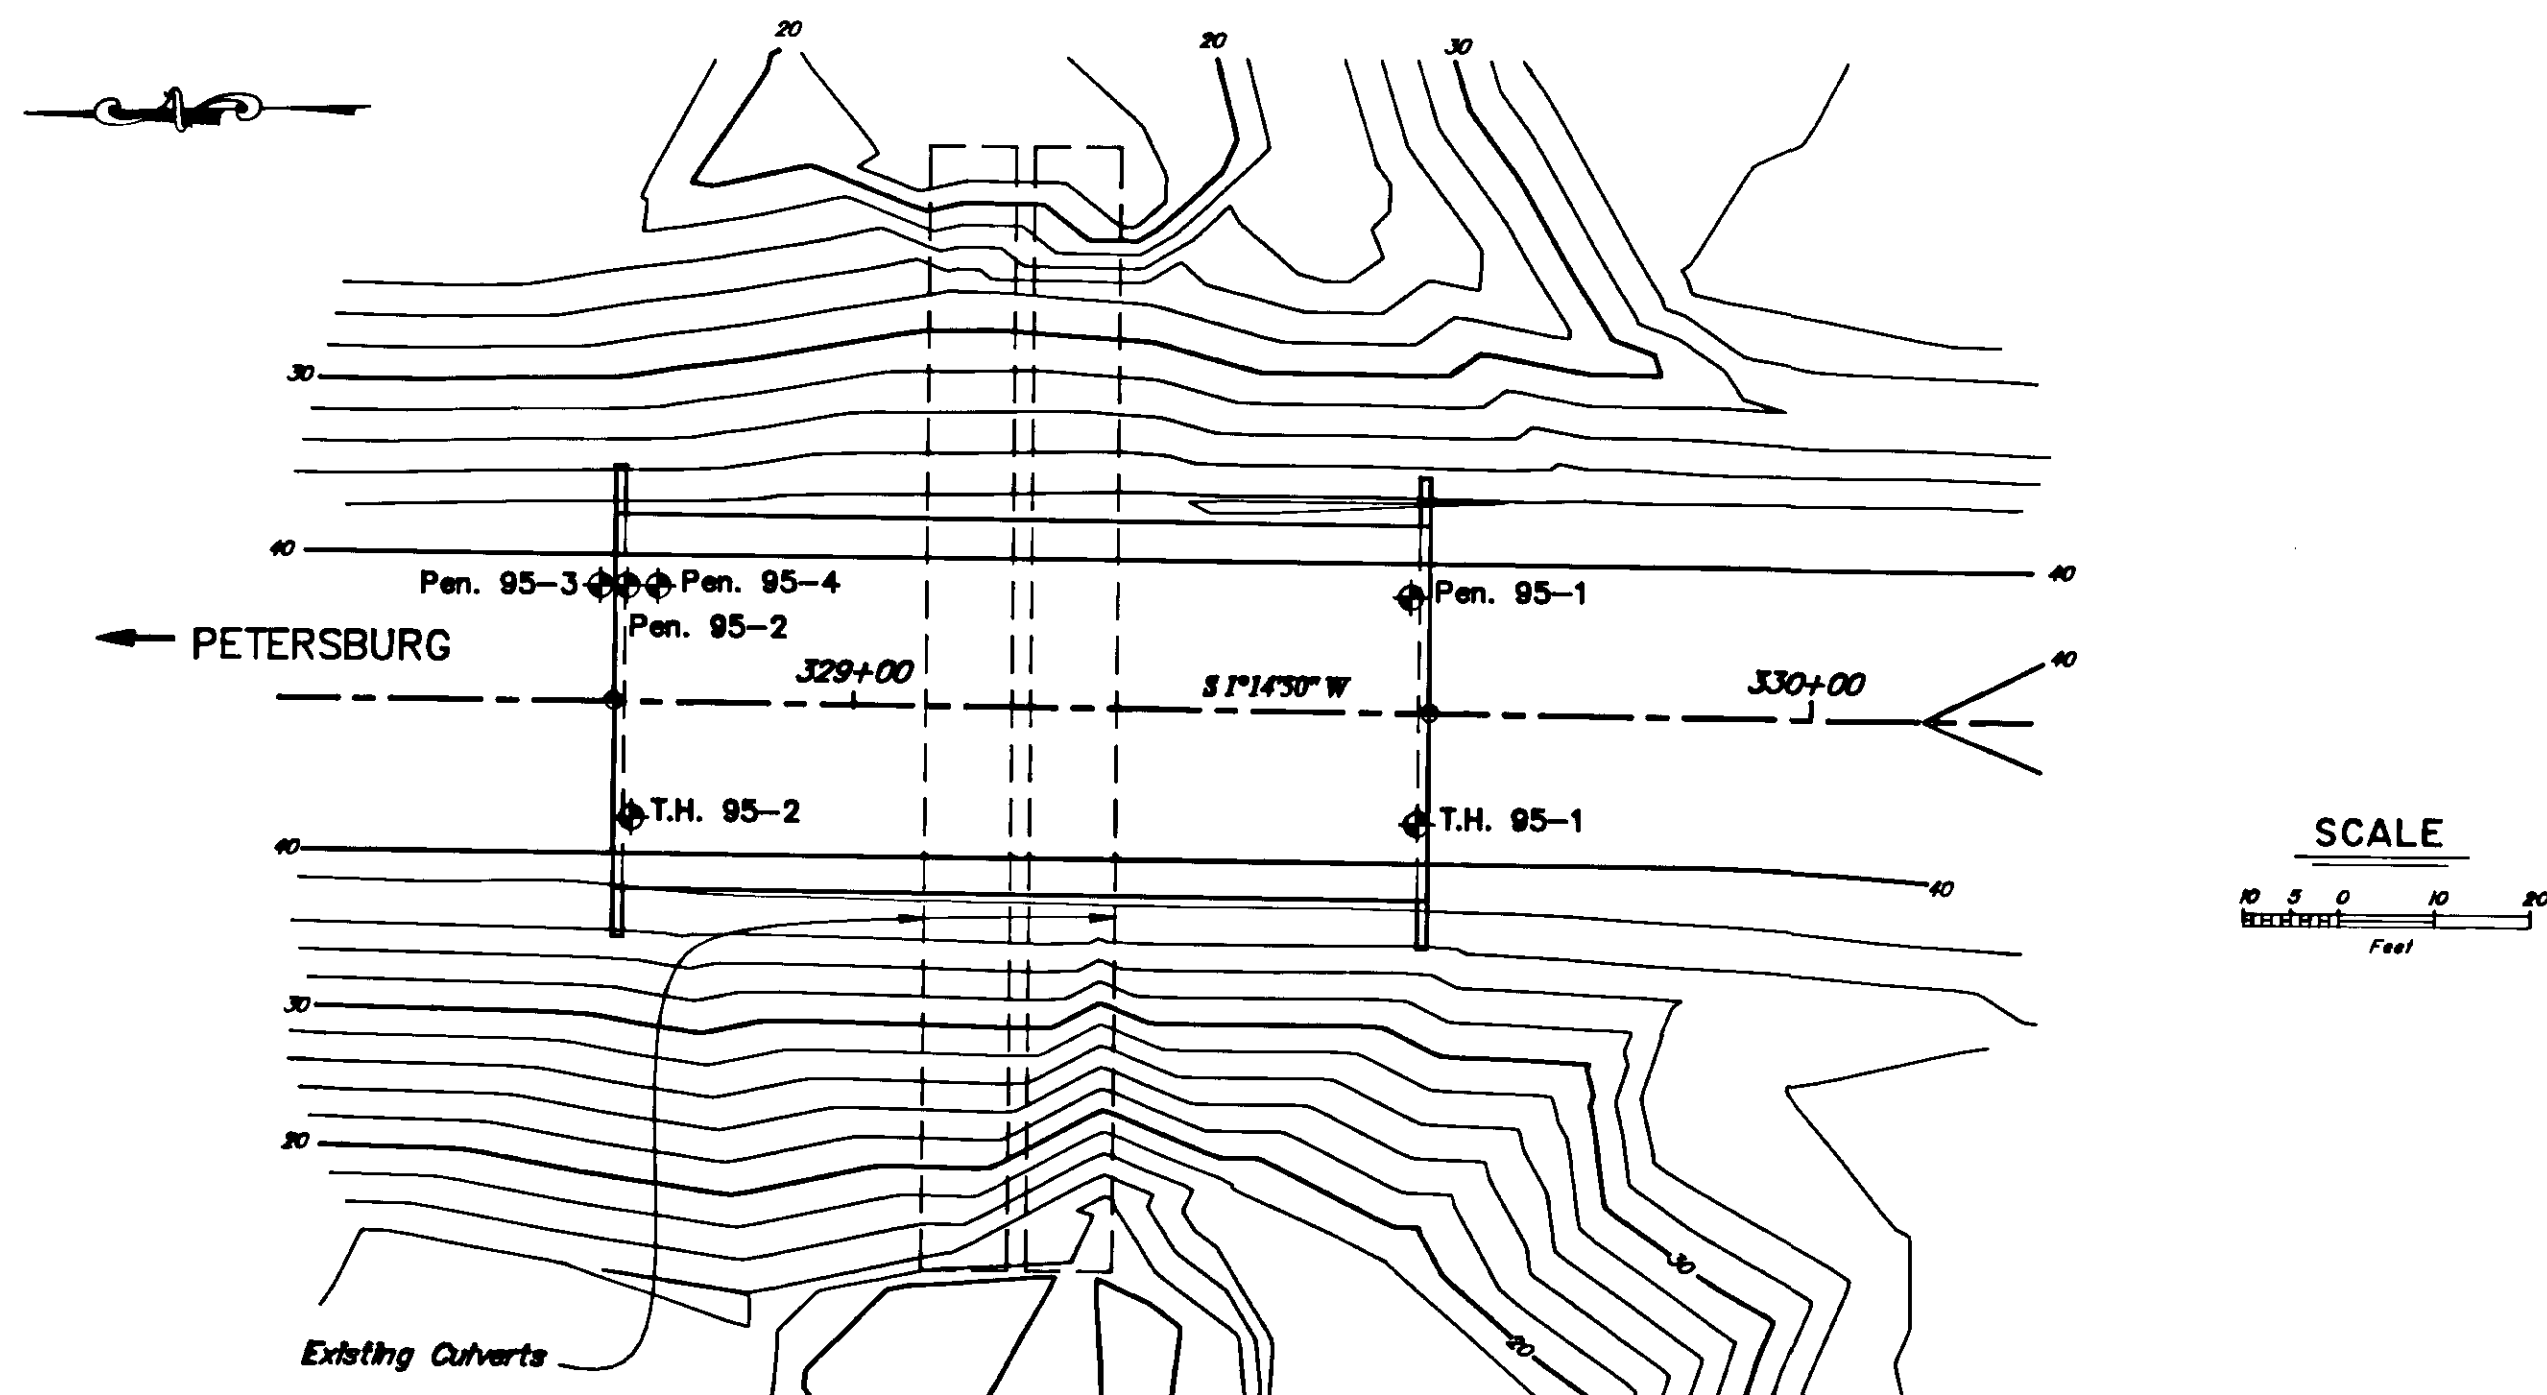 20
20
30
30
40
40
Pen. 95-3
Pen. 95-4
Pen. 95-1
Pen. 95-2
PETERSBURG
329+00
S 1°14'50" W
330+00
40
T.H. 95-2
T.H. 95-1
SCALE
40
40
10 5 0 10 20
Feet
30
20
30
20
Existing Culverts